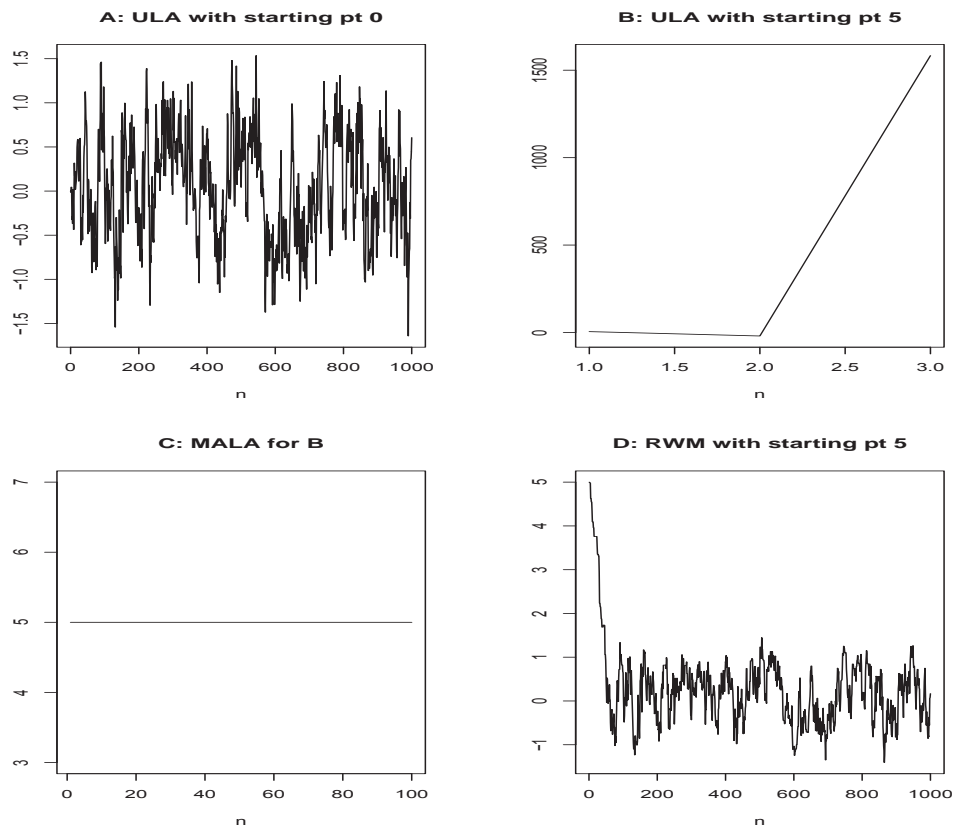 A: ULA with starting pt 0
1.5
1.0
0.5
0.0
-0.5
-1.0
-1.5
0 200 400 600 800 1000
n
B: ULA with starting pt 5
1500
1000
500
0
1.0 1.5 2.0 2.5 3.0
n
C: MALA for B
7
6
5
4
3
0 20 40 60 80 100
n
D: RWM with starting pt 5
5
4
3
2
1
0
-1
0 200 400 600 800 1000
n